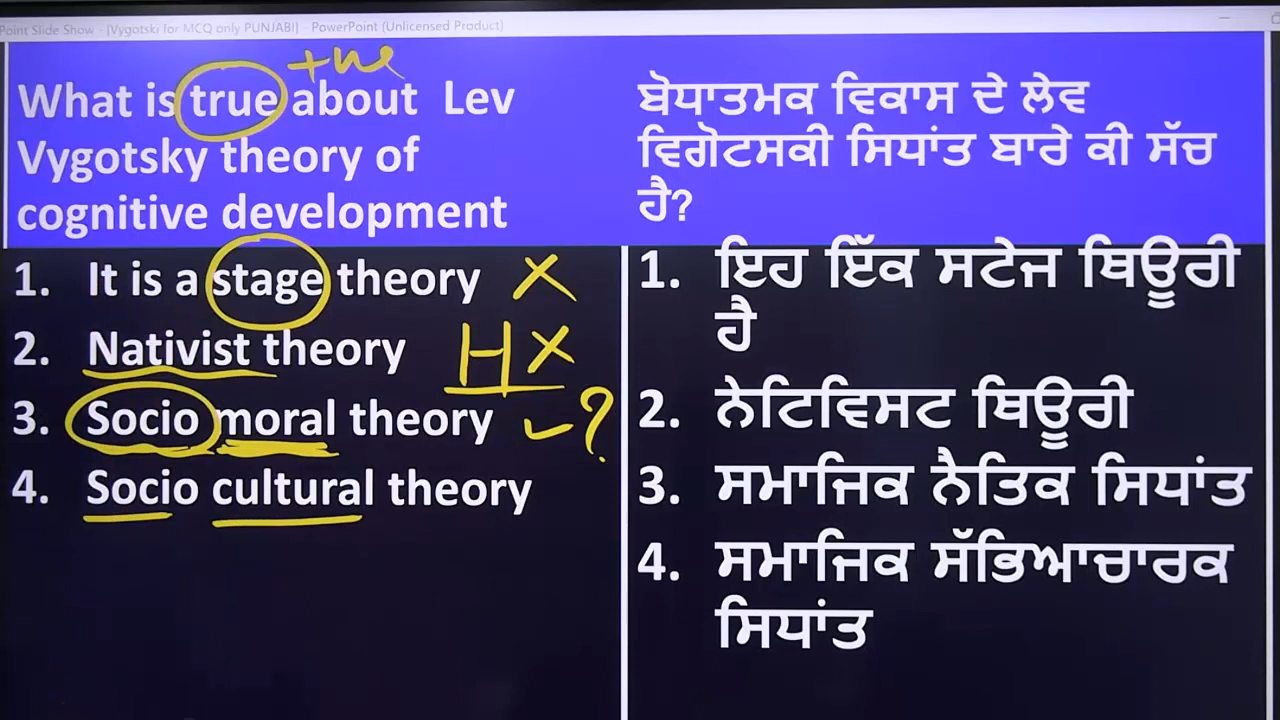 Point Slide Show - [Vygotski for MCQ only PUNJABI] - PowerPoint (Unlicensed Product)
+ve
What is true about Lev
Vygotsky theory of
cognitive development
1. It is a stage theory X
2. Nativist theory H X
3. Socio moral theory ?
4. Socio cultural theory
ਬੋਧਾਤਮਕ ਵਿਕਾਸ ਦੇ ਲੇਵ
ਵਿਗੋਟਸਕੀ ਸਿਧਾਂਤ ਬਾਰੇ ਕੀ ਸੱਚ
ਹੈ?
1. ਇਹ ਇੱਕ ਸਟੇਜ ਥਿਊਰੀ
ਹੈ
2. ਨੇਟਿਵਿਸਟ ਥਿਊਰੀ
3. ਸਮਾਜਿਕ ਨੈਤਿਕ ਸਿਧਾਂਤ
4. ਸਮਾਜਿਕ ਸੱਭਿਆਚਾਰਕ
ਸਿਧਾਂਤ